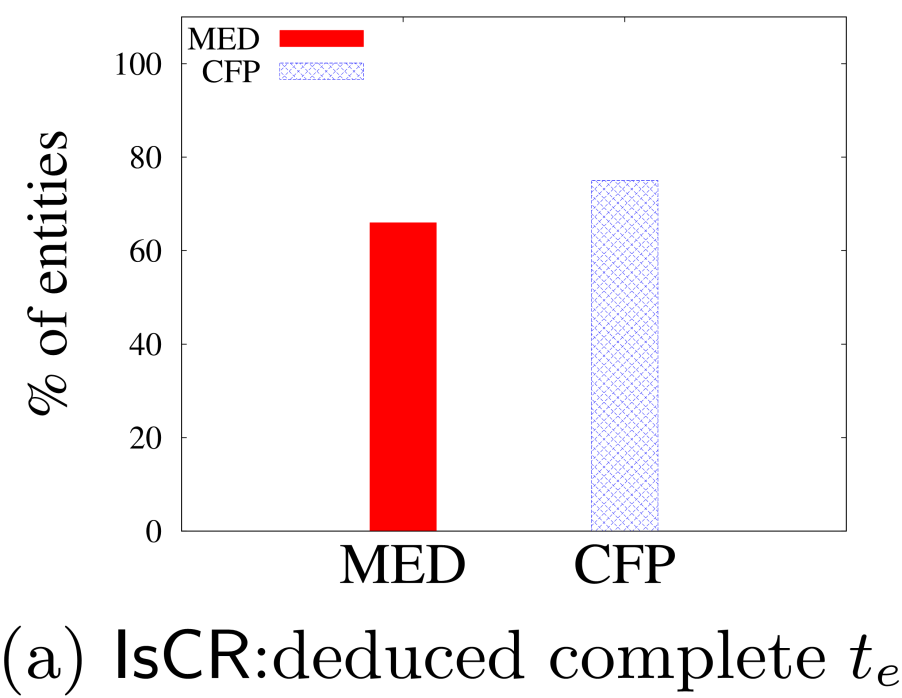 MED
CFP
100
80
60
40
20
0
% of entities
MED CFP
(a) IsCR:deduced complete t_e